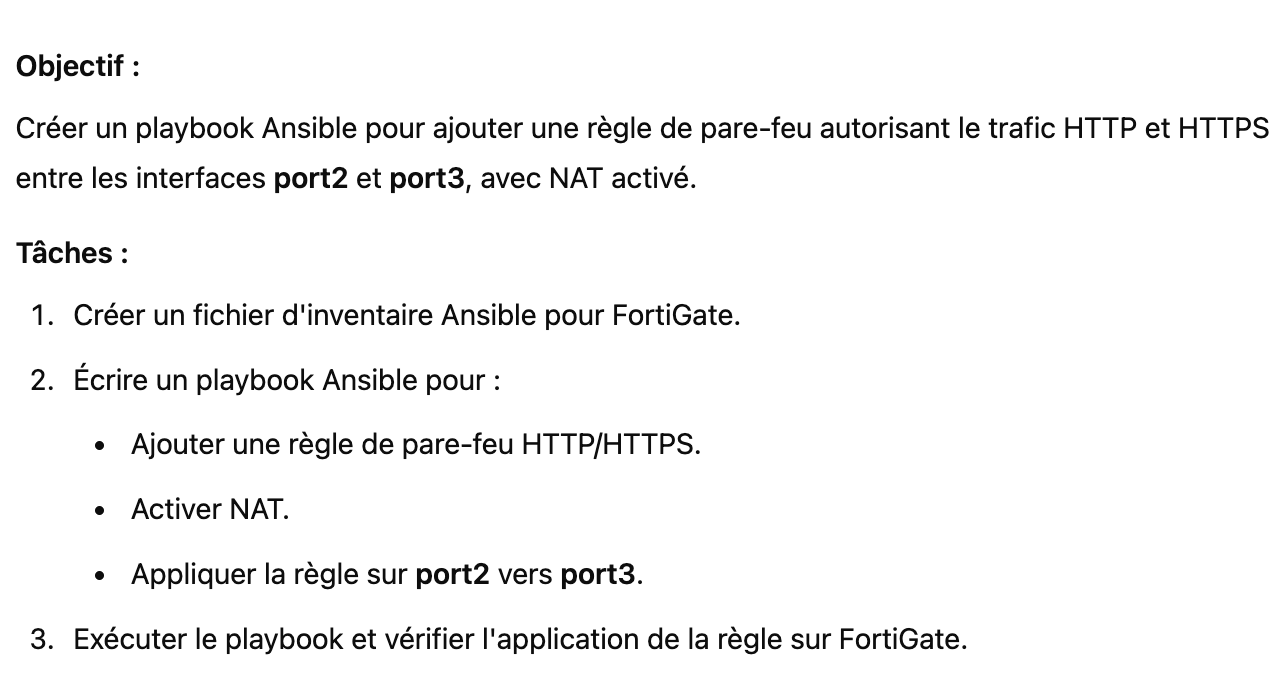 Objectif :
Créer un playbook Ansible pour ajouter une règle de pare-feu autorisant le trafic HTTP et HTTPS
entre les interfaces port2 et port3, avec NAT activé.
Tâches :
1. Créer un fichier d'inventaire Ansible pour FortiGate.
2. Écrire un playbook Ansible pour :
• Ajouter une règle de pare-feu HTTP/HTTPS.
• Activer NAT.
• Appliquer la règle sur port2 vers port3.
3. Exécuter le playbook et vérifier l'application de la règle sur FortiGate.